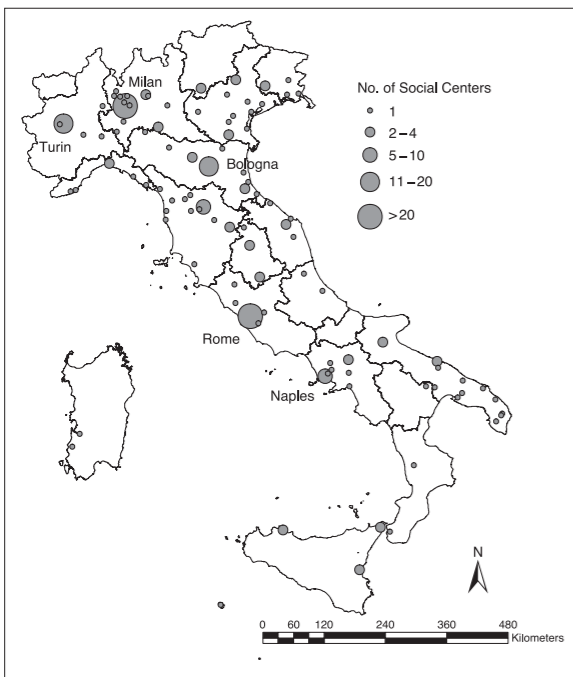 Milan
No. of Social Centers
1
2–4
Turin
Bologna
5–10
11–20
>20
Rome
Naples
N
0 30 60 120 240 360 480
Kilometers